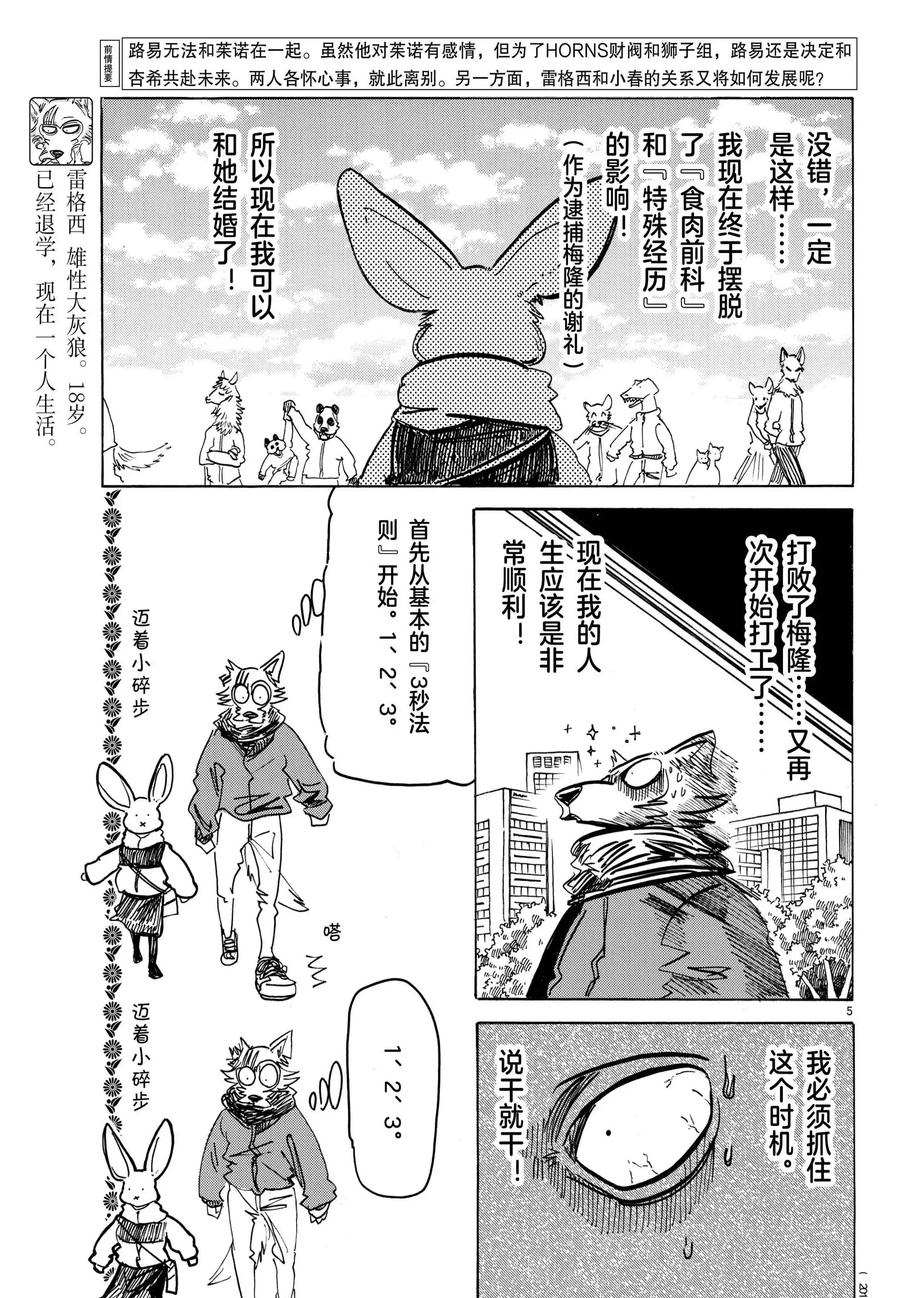 前情提要
路易无法和茱诺在一起。虽然他对茱诺有感情，但为了HORNS财阀和狮子组，路易还是决定和
杏希共赴未来。两人各怀心事，就此离别。另一方面，雷格西和小春的关系又将如何发展呢？
没错，一定
是这样……
我现在终于摆脱
了『食肉前科』
和『特殊经历』
的影响！
（作为逮捕梅隆的谢礼）
所以现在我可以
和她结婚了！
雷格西 雄性大灰狼。18岁。
已经退学，现在一个人生活。
打败了梅隆……又再
次开始打工了……
现在我的人
生应该是非
常顺利！
首先从基本的『3秒法
则』开始。1、2、3。
迈着小碎步
嗒
5
我必须抓住
这个时机。
说干就干！
1、2、3。
迈着小碎步
( 201